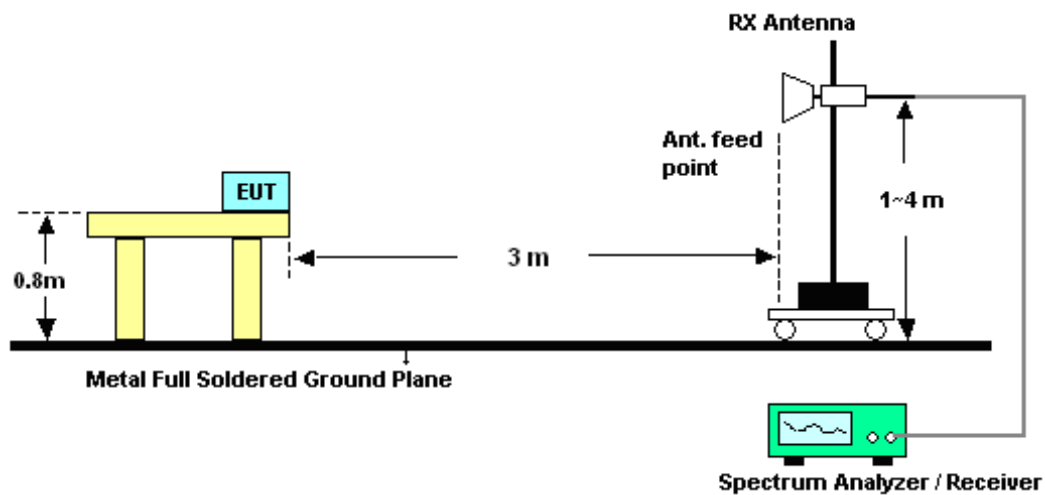 RX Antenna
Ant. feed
point
EUT
1~4 m
3 m
0.8m
Metal Full Soldered Ground Plane
Spectrum Analyzer / Receiver